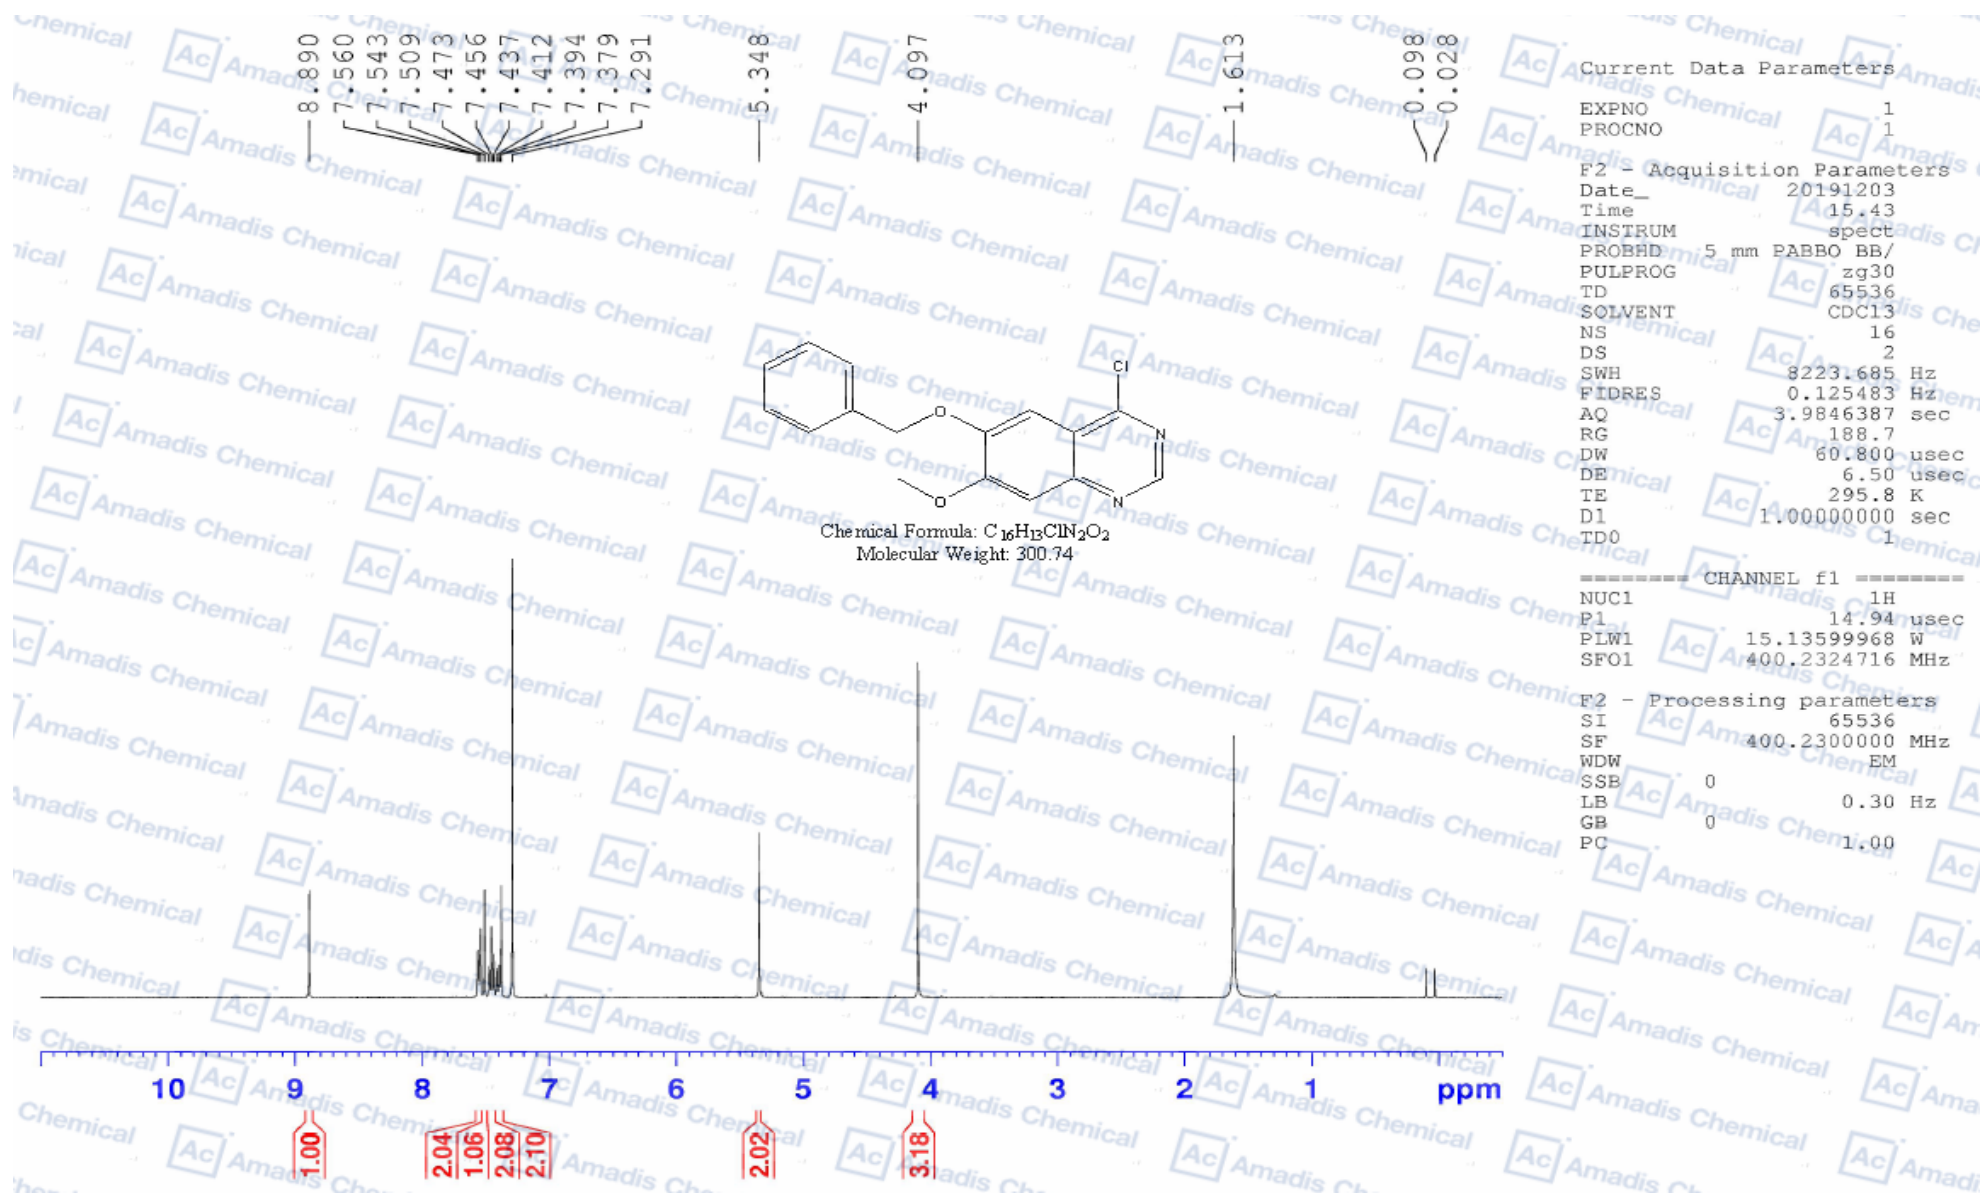 8.890
7.560
7.543
7.509
7.473
7.456
7.437
7.412
7.394
7.379
7.291
5.348
4.097
1.613
0.098
0.028
Current Data Parameters
EXPNO 1
PROCNO 1
F2 - Acquisition Parameters
Date_ 20191203
Time 15.43
INSTRUM spect
PROBHD 5 mm PABBO BB/
PULPROG zg30
TD 65536
SOLVENT CDCl3
NS 16
DS 2
SWH 8223.685 Hz
FIDRES 0.125483 Hz
AQ 3.9846387 sec
RG 188.7
DW 60.800 usec
DE 6.50 usec
TE 295.8 K
D1 1.00000000 sec
TD0 1
======== CHANNEL f1 ========
NUC1 1H
P1 14.94 usec
PLW1 15.13599968 W
SFO1 400.2324716 MHz
F2 - Processing parameters
SI 65536
SF 400.2300000 MHz
WDW EM
SSB 0
LB 0.30 Hz
GB 0
PC 1.00
Cl
O
N
O
N
Chemical Formula: C16H13ClN2O2
Molecular Weight: 300.74
10 9 8 7 6 5 4 3 2 1 ppm
1.00
2.04
1.06
2.08
2.10
2.02
3.18
Ac Amadis Chemical